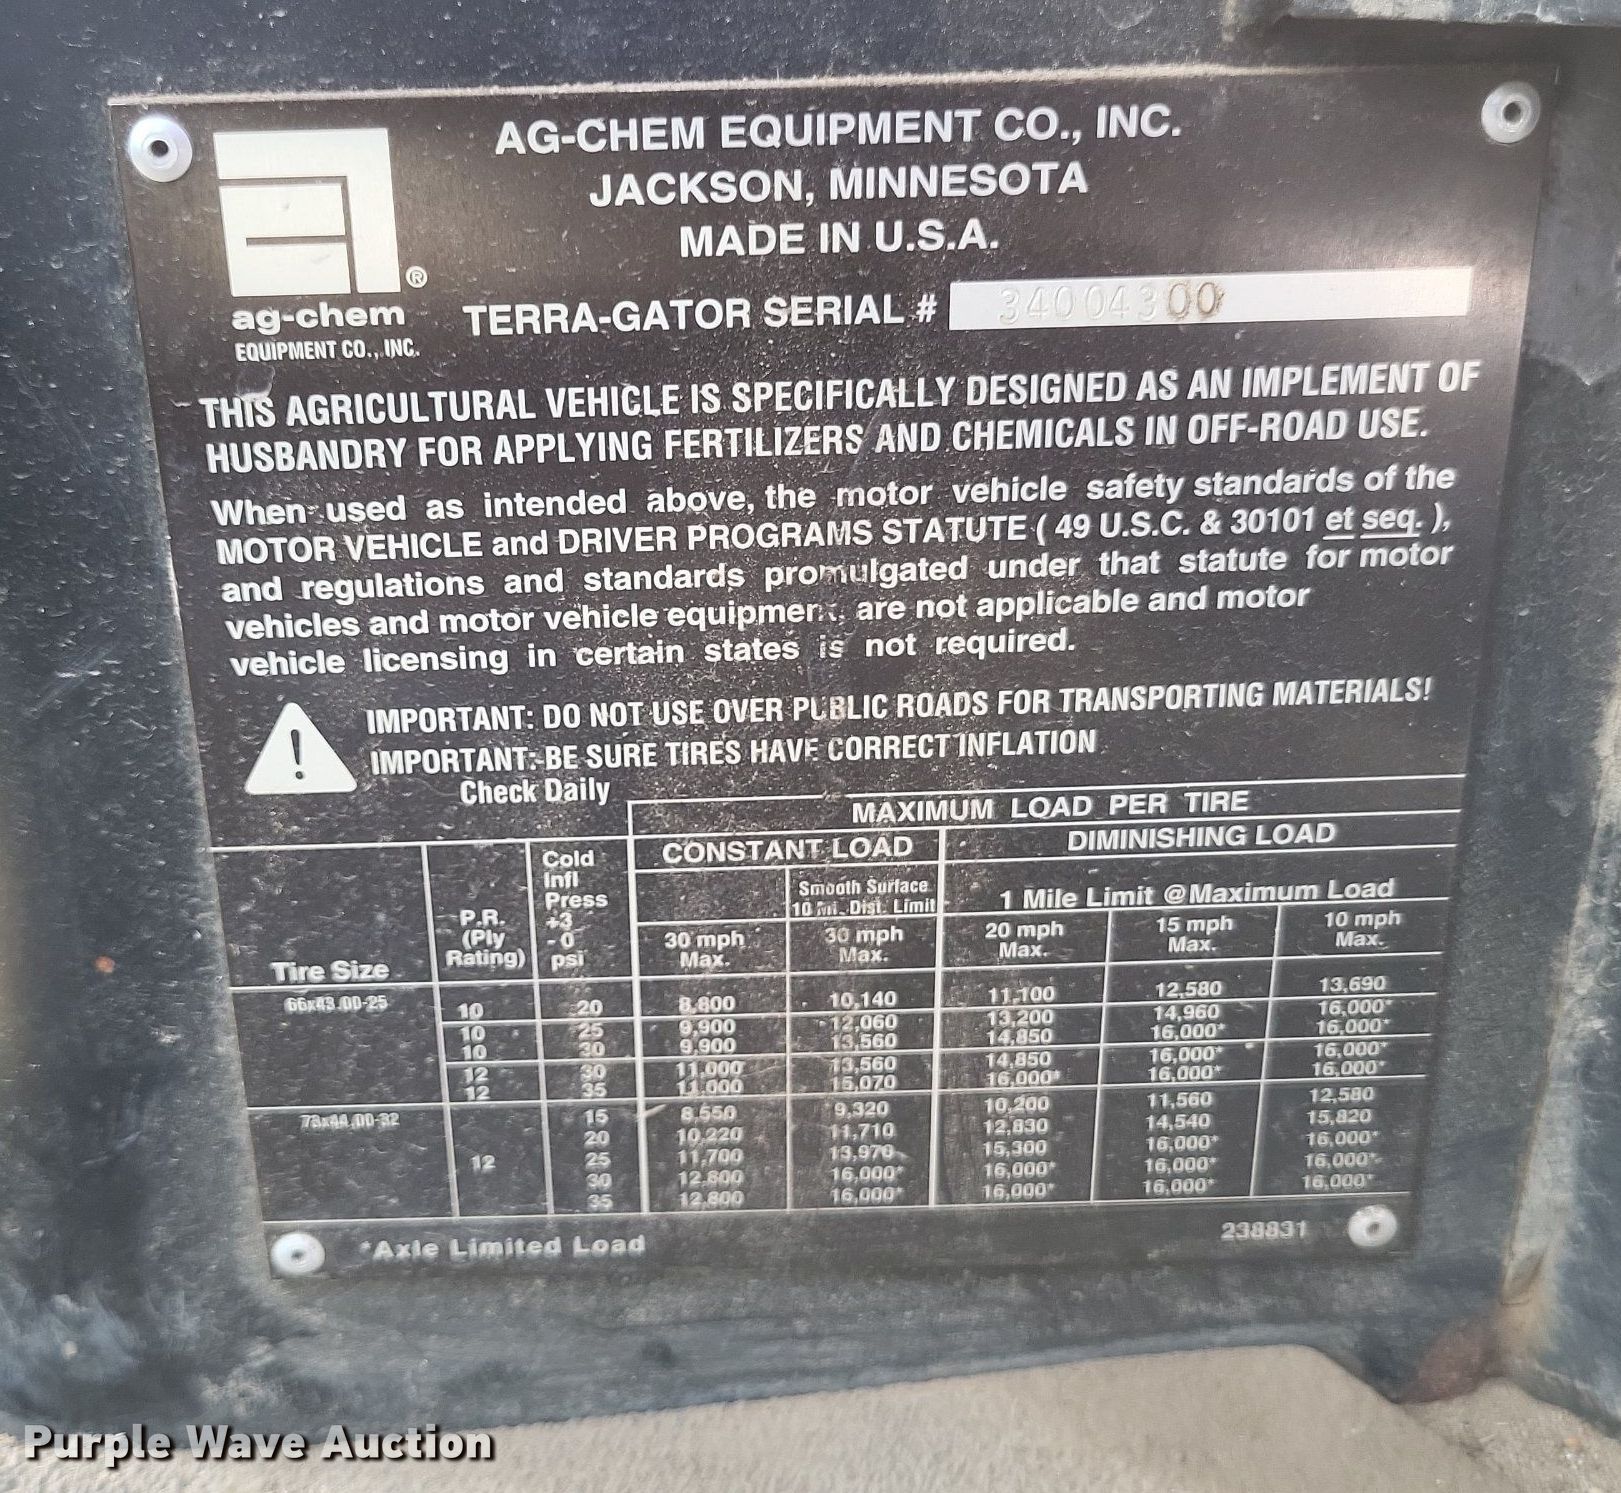 AG-CHEM EQUIPMENT CO., INC.
JACKSON, MINNESOTA
MADE IN U.S.A.
®
ag-chem
EQUIPMENT CO., INC.
TERRA-GATOR SERIAL # 34004300
THIS AGRICULTURAL VEHICLE IS SPECIFICALLY DESIGNED AS AN IMPLEMENT OF
HUSBANDRY FOR APPLYING FERTILIZERS AND CHEMICALS IN OFF-ROAD USE.
When used as intended above, the motor vehicle safety standards of the
MOTOR VEHICLE and DRIVER PROGRAMS STATUTE ( 49 U.S.C. & 30101 et seq. ),
and regulations and standards promulgated under that statute for motor
vehicles and motor vehicle equipment, are not applicable and motor
vehicle licensing in certain states is not required.
IMPORTANT: DO NOT USE OVER PUBLIC ROADS FOR TRANSPORTING MATERIALS!
IMPORTANT: BE SURE TIRES HAVE CORRECT INFLATION
Check Daily
MAXIMUM LOAD PER TIRE
CONSTANT LOAD DIMINISHING LOAD
Smooth Surface
10 Mi. Dist. Limit
1 Mile Limit @ Maximum Load
Tire Size
P.R.
(Ply
Rating)
Cold
Infl
Press
+3
-0
psi
30 mph
Max.
30 mph
Max.
20 mph
Max.
15 mph
Max.
10 mph
Max.
66x43.00-25 10 20 8,800 10,140 11,100 12,580 13,690
10 25 9,900 12,060 13,200 14,960 16,000*
10 30 9,900 13,560 14,850 16,000* 16,000*
12 30 11,000 13,560 14,850 16,000* 16,000*
12 35 11,000 15,070 16,000* 16,000* 16,000*
73x44.00-32 15 8,550 9,320 10,200 11,560 12,580
20 10,220 11,710 12,830 14,540 15,820
12 25 11,700 13,970 15,300 16,000* 16,000*
30 12,800 16,000* 16,000* 16,000* 16,000*
35 12,800 16,000* 16,000* 16,000* 16,000*
*Axle Limited Load
238831
Purple Wave Auction